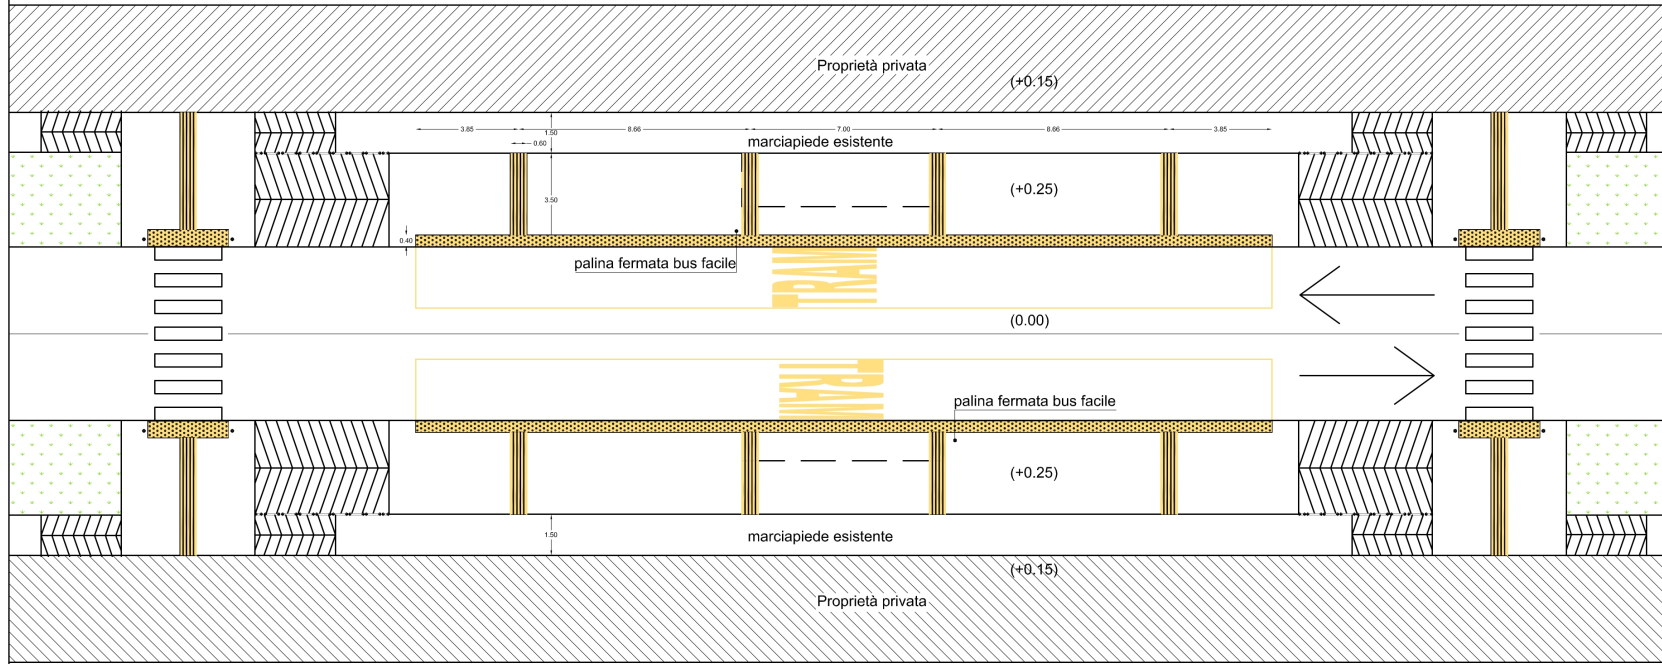 Proprietà privata
(+0.15)
3.85
8.66
7.00
8.66
3.85
1.50
marciapiede esistente
0.60
(+0.25)
3.50
0.40
palina fermata bus facile
TRAM
(0.00)
TRAM
palina fermata bus facile
(+0.25)
1.50
marciapiede esistente
(+0.15)
Proprietà privata